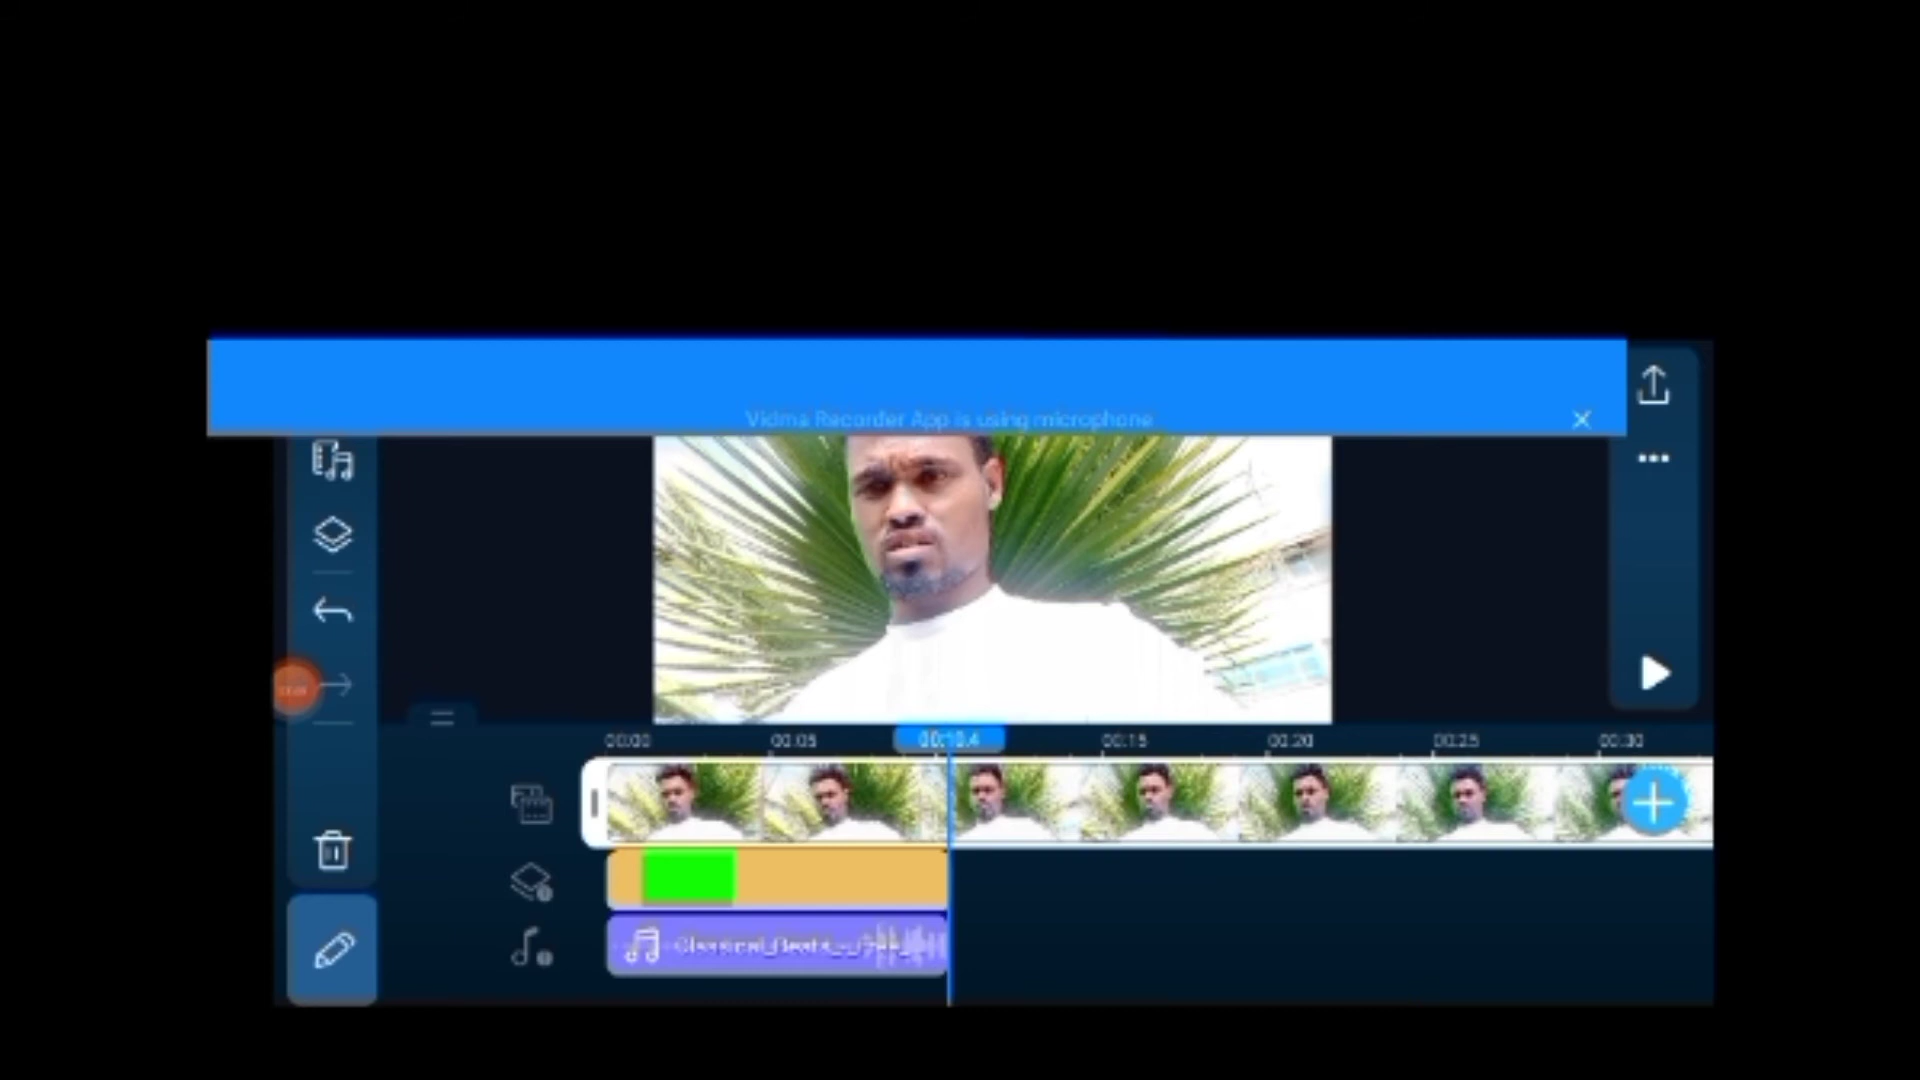 Vidma Recorder App is using microphone
00:00 00:05 00:10.4 00:15 00:20 00:25 00:30
Classical_Beats_-_